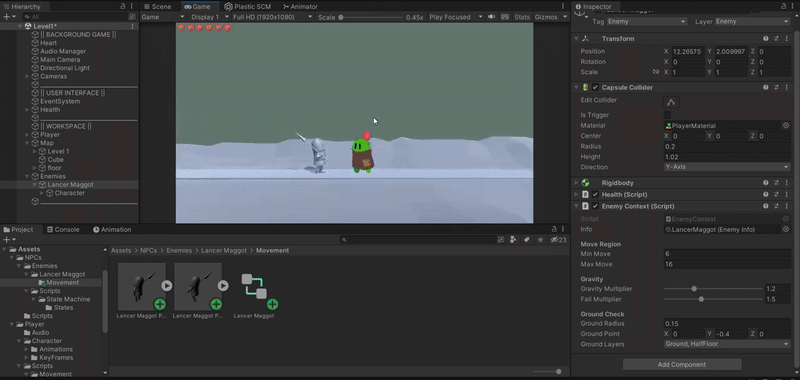 Hierarchy
All
Level1*
|| BACKGROUND GAME ||
Heart
Audio Manager
Main Camera
Directional Light
Cameras
|| USER INTERFACE ||
EventSystem
Health
|| WORKSPACE ||
Player
Map
Level 1
Cube
floor
Enemies
Lancer Maggot
Character
Scene
Game
Plastic SCM
Animator
Game
Display 1
Full HD (1920x1080)
Scale
0.45x
Play Focused
Stats
Gizmos
Inspector
Tag Enemy
Layer Enemy
Transform
Position X 12.26575 Y 2.009997 Z 0
Rotation X 0 Y 0 Z 0
Scale X 1 Y 1 Z 1
Capsule Collider
Edit Collider
Is Trigger
Material PlayerMaterial
Center X 0 Y 0 Z 0
Radius 0.2
Height 1.02
Direction Y-Axis
Rigidbody
Health (Script)
Enemy Context (Script)
Script EnemyContext
Info LancerMaggot (Enemy Info)
Move Region
Min Move 6
Max Move 16
Gravity
Gravity Multiplier 1.2
Fall Multiplier 1.5
Ground Check
Ground Radius 0.15
Ground Point X 0 Y -0.4 Z 0
Ground Layers Ground, HalfFloor
Add Component
Project
Console
Animation
23
Assets
NPCs
Enemies
Lancer Maggot
Movement
Scripts
State Machine
States
Scripts
Player
Audio
Character
Animations
KeyFrames
Scripts
Movement
Assets > NPCs > Enemies > Lancer Maggot > Movement
Lancer Maggot P...
Lancer Maggot P...
Lancer Maggot